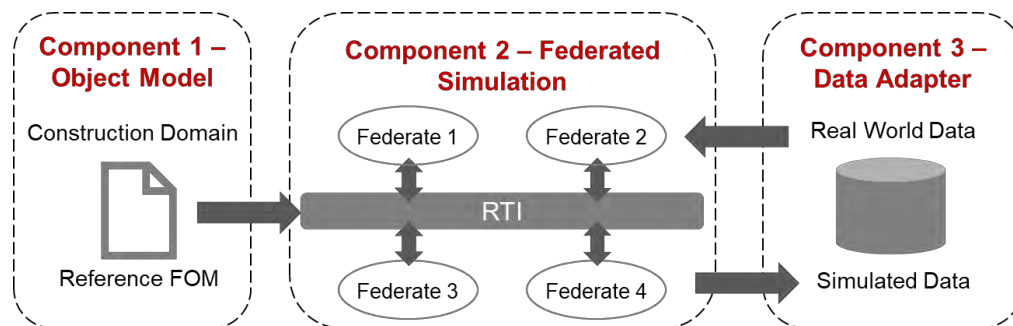 Component 1 –
Object Model
Construction Domain
Reference FOM
Component 2 – Federated
Simulation
Federate 1
Federate 2
RTI
Federate 3
Federate 4
Component 3 –
Data Adapter
Real World Data
Simulated Data